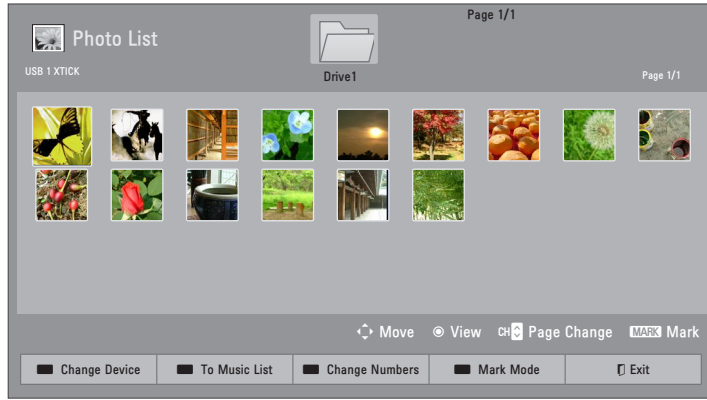 Page 1/1
Photo List
USB 1 XTICK
Drive1
Page 1/1
Move View CH Page Change MARK Mark
Change Device To Music List Change Numbers Mark Mode Exit